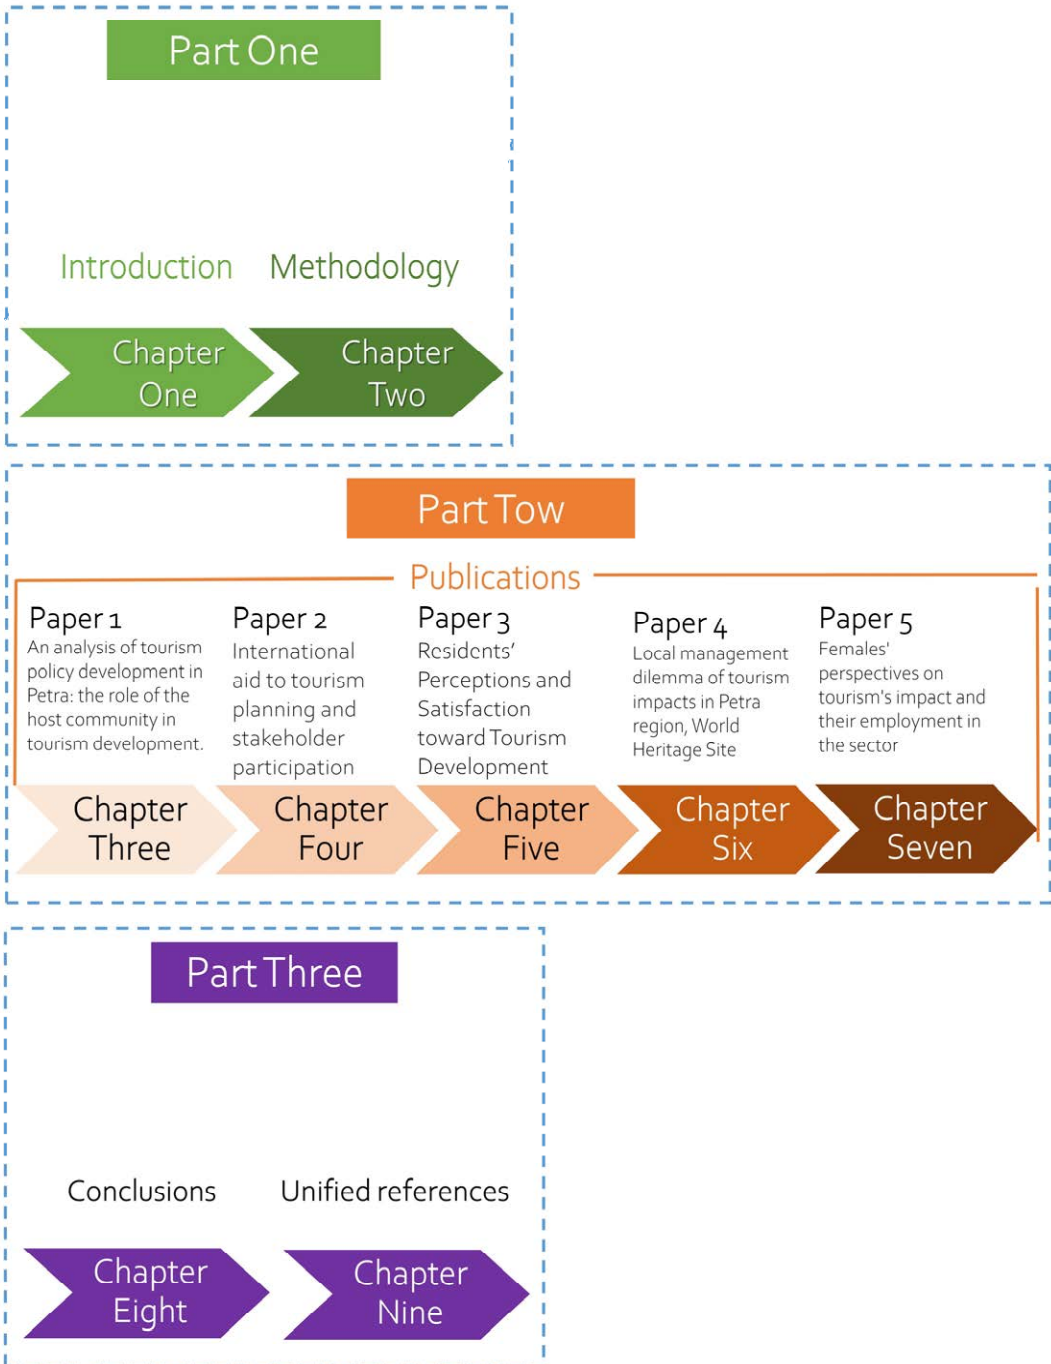 Part One
Introduction
Methodology
Chapter
One
Chapter
Two
Part Tow
Publications
Paper 1
An analysis of tourism
policy development in
Petra: the role of the
host community in
tourism development.
Paper 2
International
aid to tourism
planning and
stakeholder
participation
Paper 3
Residents'
Perceptions and
Satisfaction
toward Tourism
Development
Paper 4
Local management
dilemma of tourism
impacts in Petra
region, World
Heritage Site
Paper 5
Females'
perspectives on
tourism's impact and
their employment in
the sector
Chapter
Three
Chapter
Four
Chapter
Five
Chapter
Six
Chapter
Seven
Part Three
Conclusions
Unified references
Chapter
Eight
Chapter
Nine